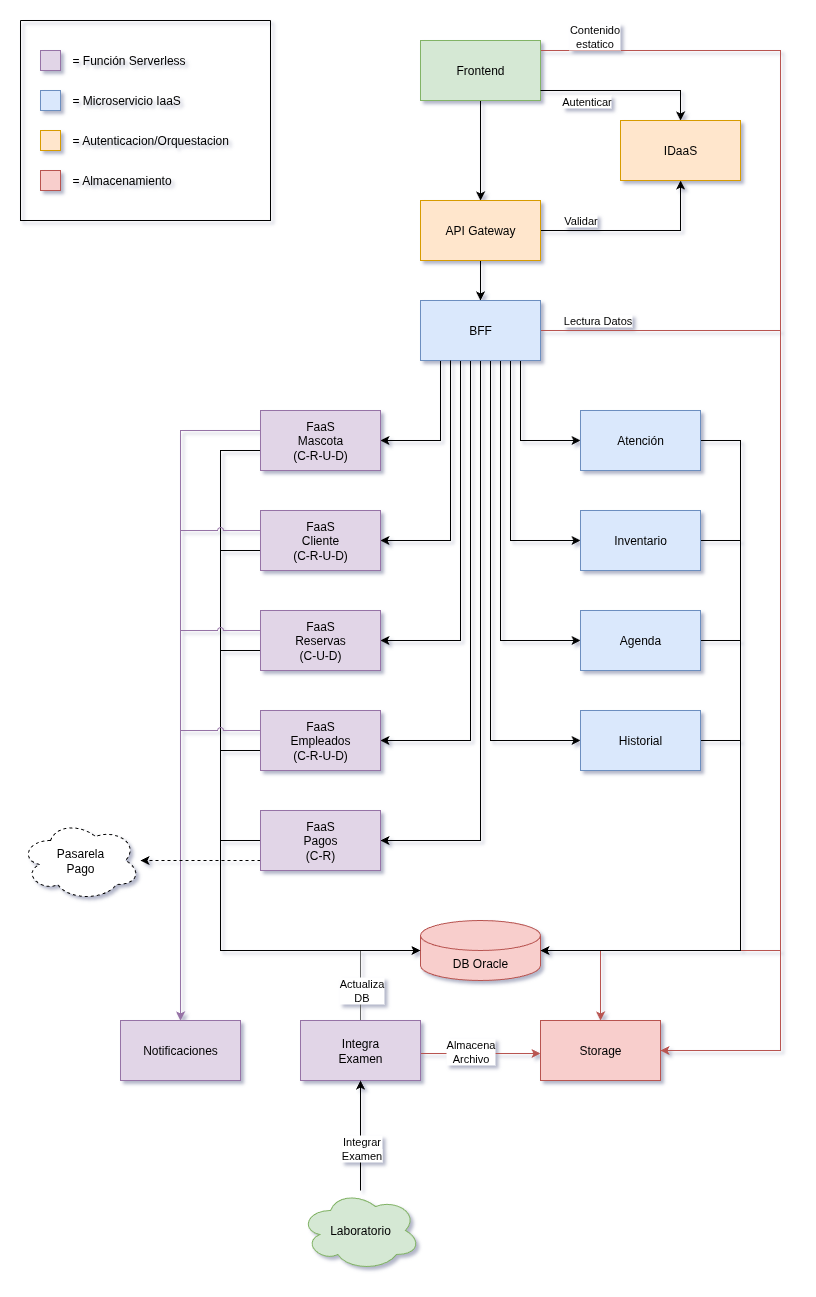 = Función Serverless
= Microservicio IaaS
= Autenticacion/Orquestacion
= Almacenamiento
Contenido
estatico
Frontend
Autenticar
IDaaS
API Gateway
Validar
BFF
Lectura Datos
FaaS
Mascota
(C-R-U-D)
Atención
FaaS
Cliente
(C-R-U-D)
Inventario
FaaS
Reservas
(C-U-D)
Agenda
FaaS
Empleados
(C-R-U-D)
Historial
FaaS
Pagos
(C-R)
Pasarela
Pago
DB Oracle
Actualiza
DB
Notificaciones
Integra
Examen
Almacena
Archivo
Storage
Integrar
Examen
Laboratorio